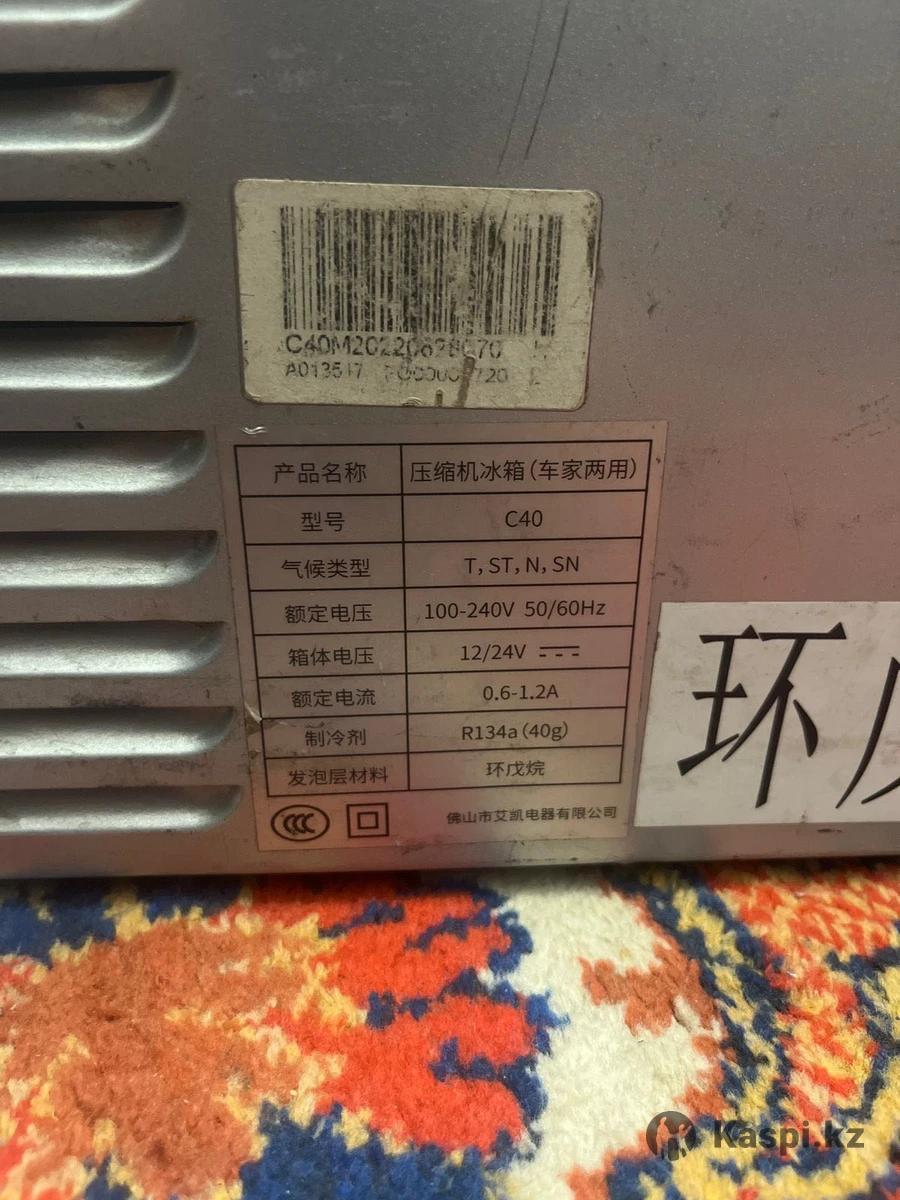 产品名称 压缩机冰箱(车家两用)
型号 C40
气候类型 T, ST, N, SN
额定电压 100-240V 50/60Hz
箱体电压 12/24V
额定电流 0.6-1.2A
制冷剂 R134a(40g)
发泡层材料 环戊烷
CCC 佛山市艾凯电器有限公司
环
Kaspi.kz